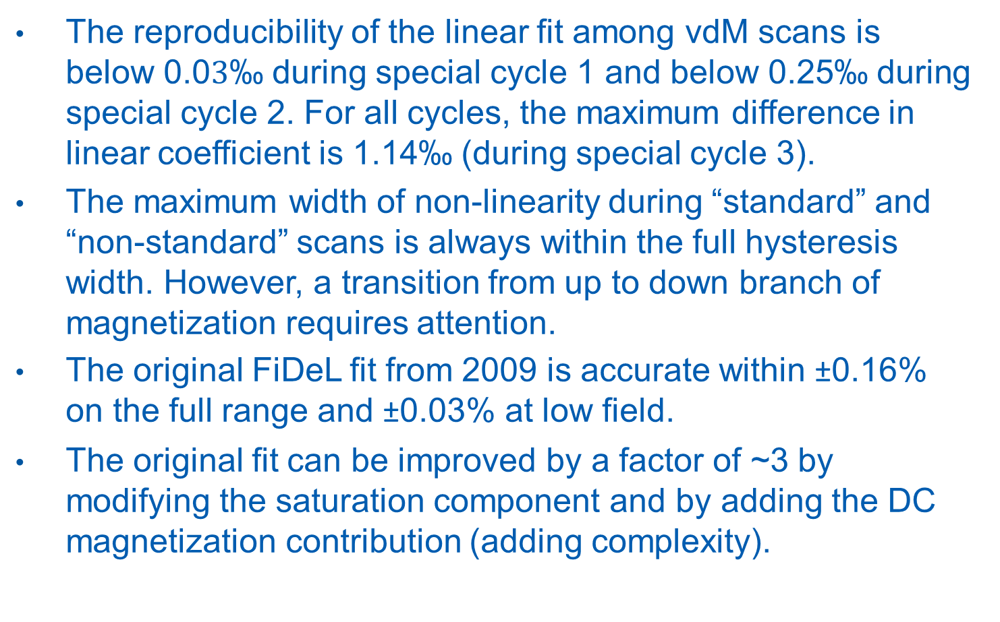 • The reproducibility of the linear fit among vdM scans is
below 0.03‰ during special cycle 1 and below 0.25‰ during
special cycle 2. For all cycles, the maximum difference in
linear coefficient is 1.14‰ (during special cycle 3).
• The maximum width of non-linearity during “standard” and
“non-standard” scans is always within the full hysteresis
width. However, a transition from up to down branch of
magnetization requires attention.
• The original FiDeL fit from 2009 is accurate within ±0.16%
on the full range and ±0.03% at low field.
• The original fit can be improved by a factor of ~3 by
modifying the saturation component and by adding the DC
magnetization contribution (adding complexity).